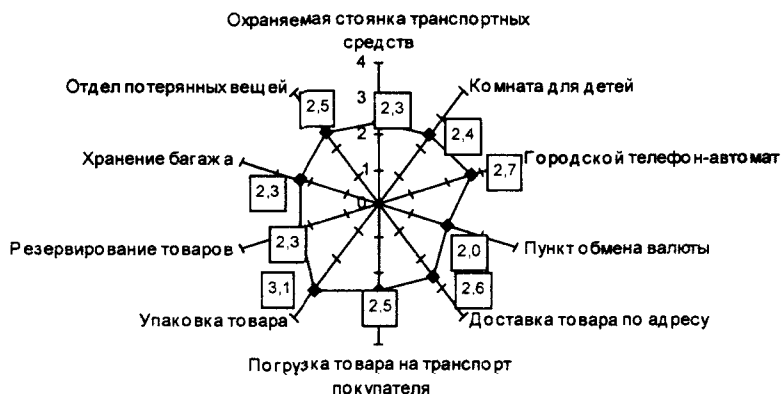 Охраняемая стоянка транспортных
средств
4
Отдел потерянных вещей
Комната для детей
3
2,5
2,3
2
2,4
Хранение багажа
1
Городской телефон-автомат
2,7
2,3
0
Резервирование товаров
2,3
2,0
Пункт обмена валюты
3,1
2,6
2,5
Упаковка товара
Доставка товара по адресу
Погрузка товара на транспорт
покупателя